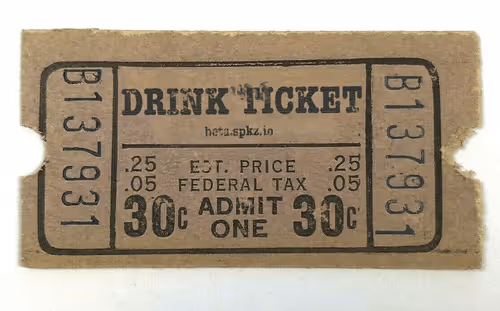 B137931
DRINK TICKET
beta.spkz.io
.25 EST. PRICE .25
.05 FEDERAL TAX .05
30c ADMIT ONE 30c
B137931